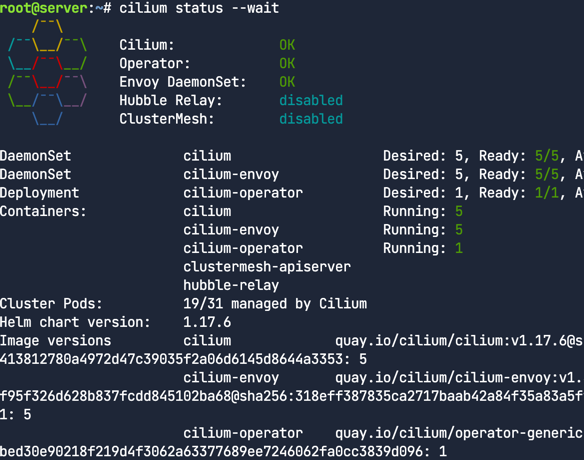 root@server:~# cilium status --wait
    /¯¯\
 /¯¯\__/¯¯\    Cilium:             OK
 \__/¯¯\__/    Operator:           OK
 /¯¯\__/¯¯\    Envoy DaemonSet:    OK
 \__/¯¯\__/    Hubble Relay:       disabled
    \__/       ClusterMesh:        disabled
DaemonSet              cilium                   Desired: 5, Ready: 5/5, A
DaemonSet              cilium-envoy             Desired: 5, Ready: 5/5, A
Deployment             cilium-operator          Desired: 1, Ready: 1/1, A
Containers:            cilium                   Running: 5
                       cilium-envoy             Running: 5
                       cilium-operator          Running: 1
                       clustermesh-apiserver
                       hubble-relay
Cluster Pods:          19/31 managed by Cilium
Helm chart version:    1.17.6
Image versions         cilium             quay.io/cilium/cilium:v1.17.6@s
413812780a4972d47c39035f2a06d6145d8644a3353: 5
                       cilium-envoy       quay.io/cilium/cilium-envoy:v1.
f95f326d628b837fcdd845102ba68@sha256:318eff387835ca2717baab42a84f35a83a5f
1: 5
                       cilium-operator    quay.io/cilium/operator-generic
bed30e90218f219d4f3062a63377689ee7246062fa0cc3839d096: 1